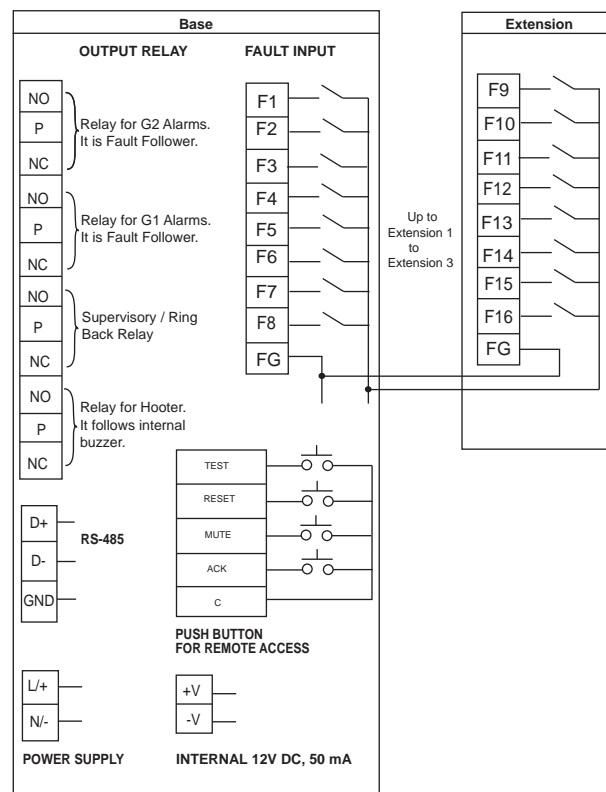 Base
OUTPUT RELAY
FAULT INPUT
NO
P
NC
Relay for G2 Alarms.
It is Fault Follower.
NO
P
NC
Relay for G1 Alarms.
It is Fault Follower.
NO
P
NC
Supervisory / Ring
Back Relay
NO
P
NC
Relay for Hooter.
It follows internal
buzzer.
F1
F2
F3
F4
F5
F6
F7
F8
FG
D+
D-
GND
RS-485
TEST
RESET
MUTE
ACK
C
PUSH BUTTON
FOR REMOTE ACCESS
L/+
N/-
POWER SUPPLY
+V
-V
INTERNAL 12V DC, 50 mA
Up to
Extension 1
to
Extension 3
Extension
F9
F10
F11
F12
F13
F14
F15
F16
FG